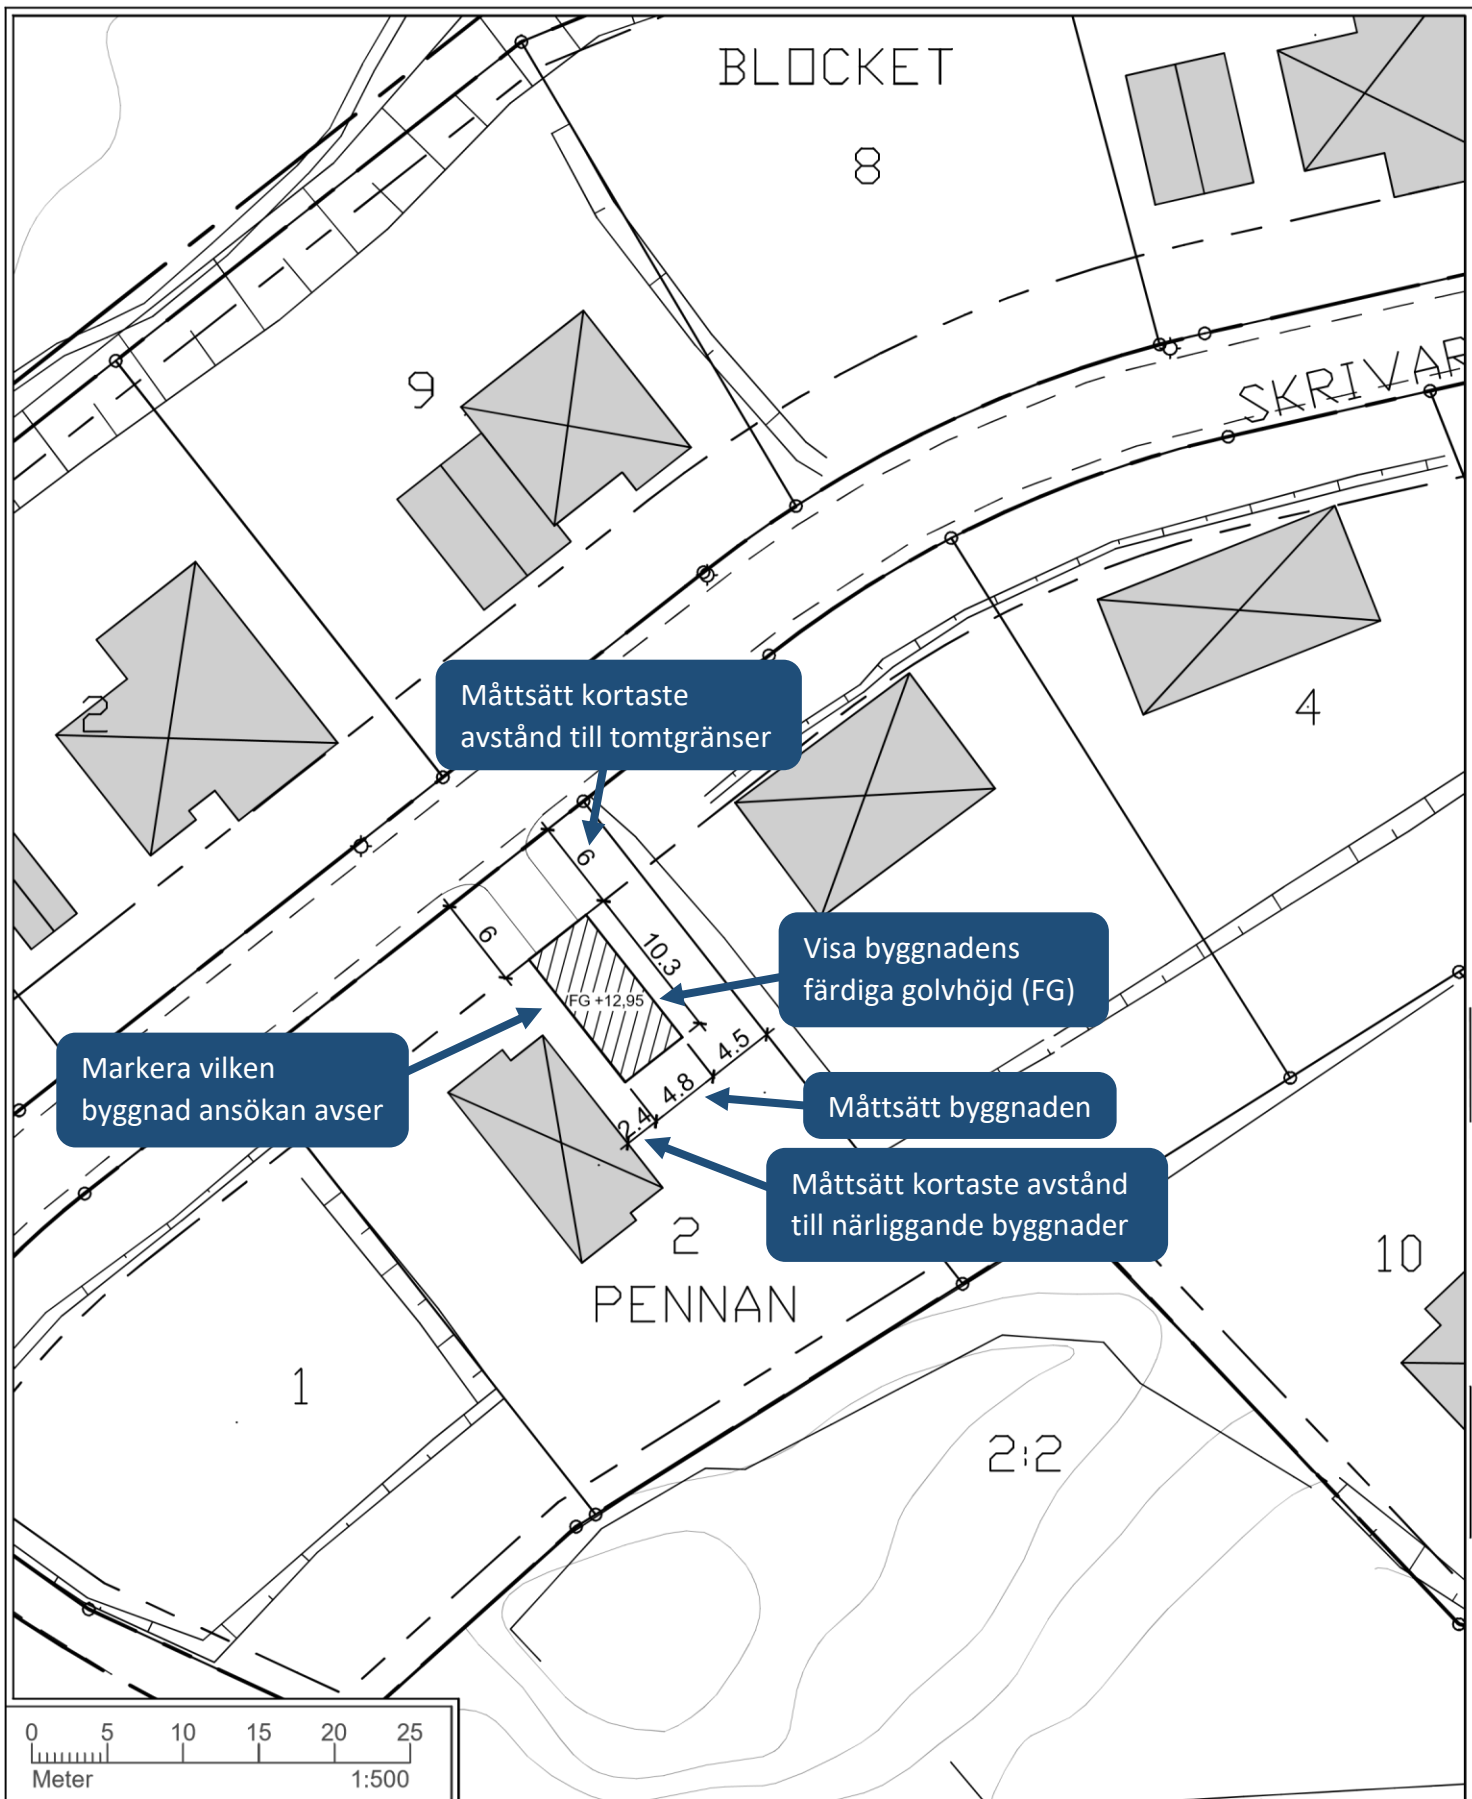 BLOCKET
8
SKRIVAR
9
2
4
Måttsätt kortaste
avstånd till tomtgränser
6
6
10.3
Visa byggnadens
färdiga golvhöjd (FG)
FG +12,95
4.5
Markera vilken
byggnad ansökan avser
4.8
Måttsätt byggnaden
2.4
Måttsätt kortaste avstånd
till närliggande byggnader
2
10
PENNAN
1
2:2
0 5 10 15 20 25
Meter 1:500